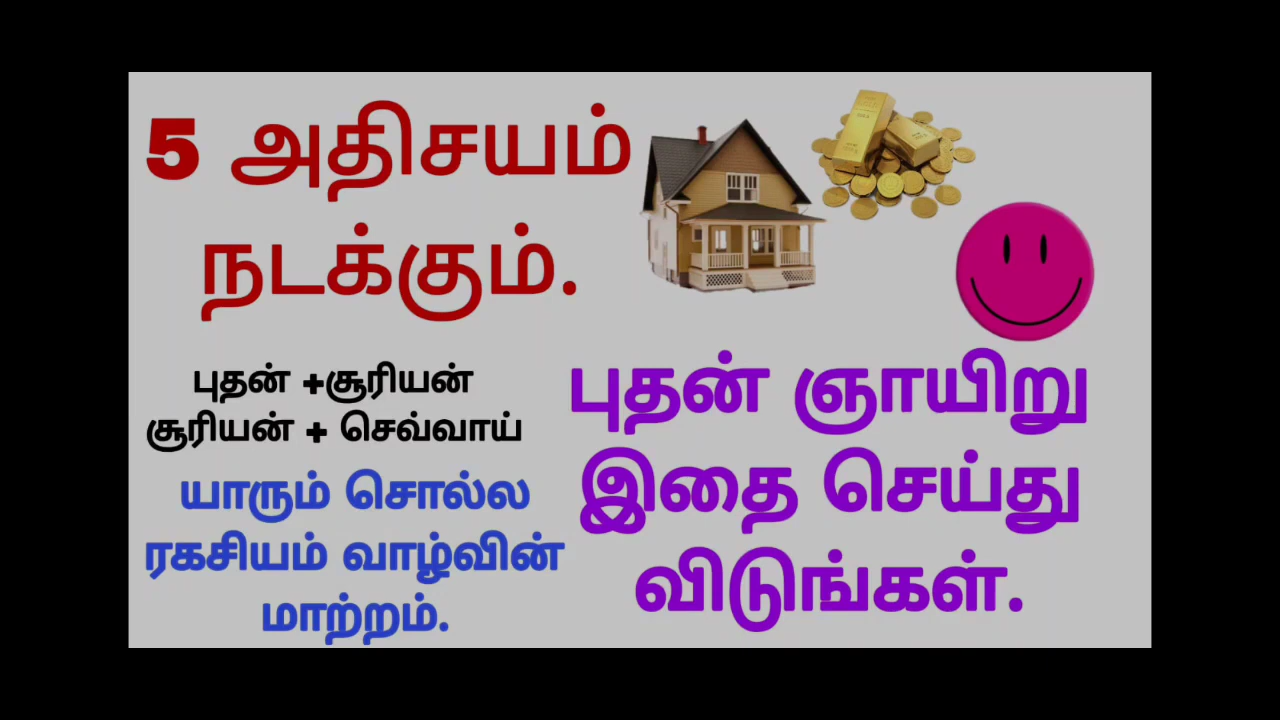 5 அதிசயம்
நடக்கும்.
புதன் +சூரியன்
சூரியன் + செவ்வாய்
யாரும் சொல்ல
ரகசியம் வாழ்வின்
மாற்றம்.
புதன் ஞாயிறு
இதை செய்து
விடுங்கள்.